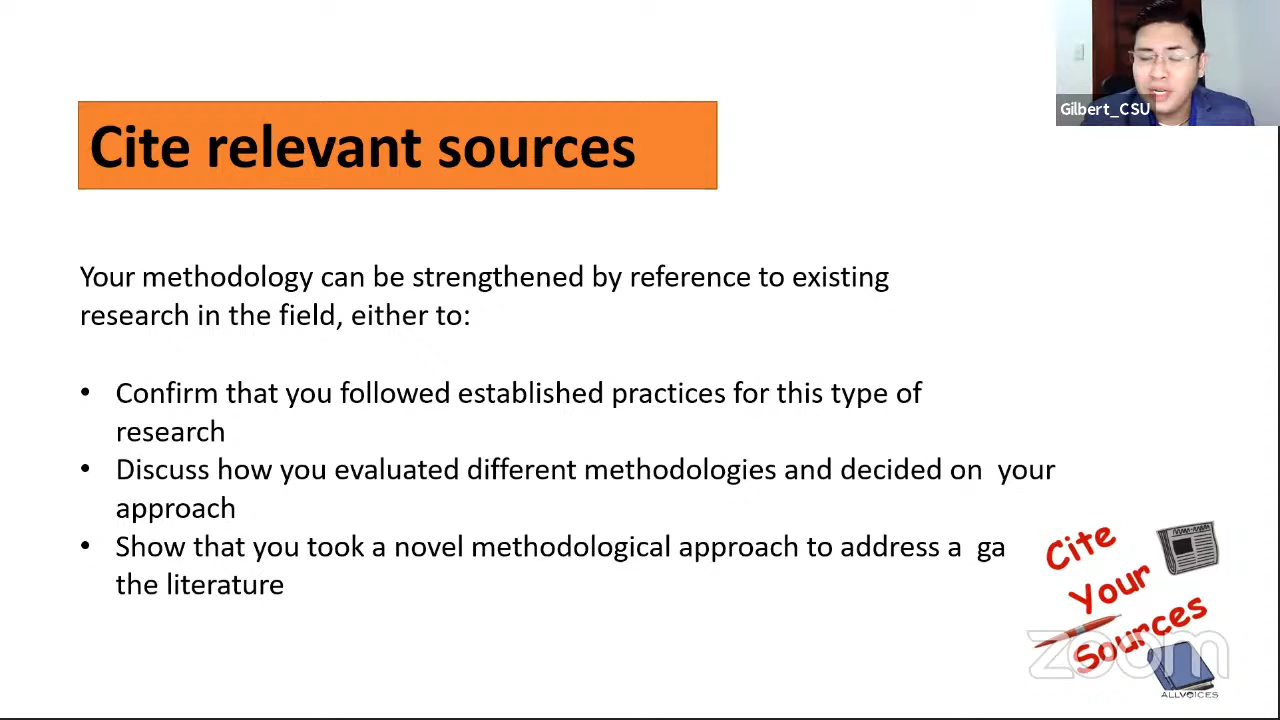 Gilbert_CSU
Cite relevant sources
Your methodology can be strengthened by reference to existing
research in the field, either to:
• Confirm that you followed established practices for this type of
research
• Discuss how you evaluated different methodologies and decided on your
approach
• Show that you took a novel methodological approach to address a ga
the literature
Cite
Your
Sources
zoom
ALLVOICES